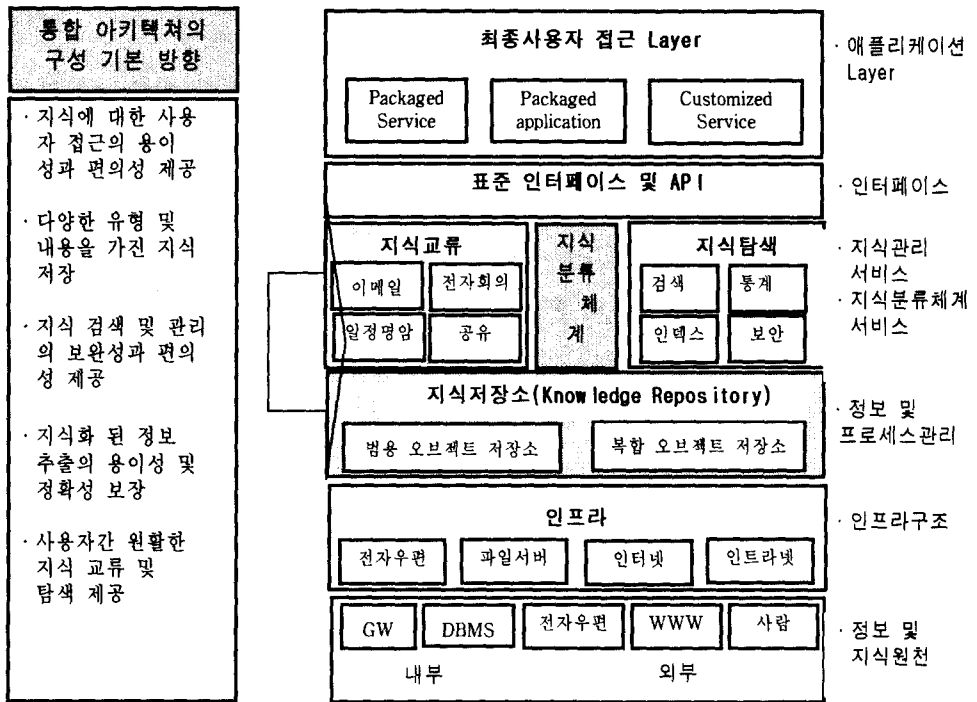 통합 아키텍쳐의
구성 기본 방향
· 지식에 대한 사용
자 접근의 용이
성과 편의성 제공
· 다양한 유형 및
내용을 가진 지식
저장
· 지식 검색 및 관리
의 보완성과 편의
성 제공
· 지식화 된 정보
추출의 용이성 및
정확성 보장
· 사용자간 원활한
지식 교류 및
탐색 제공
최종사용자 접근 Layer
Packaged
Service
Packaged
application
Customized
Service
표준 인터페이스 및 API
지식교류
이메일
전자회의
일정명암
공유
지식
분류
체
계
지식탐색
검색
통계
인덱스
보안
지식저장소(Knowledge Repository)
범용 오브젝트 저장소
복합 오브젝트 저장소
인프라
전자우편
파일서버
인터넷
인트라넷
GW
DBMS
전자우편
WWW
사람
내부
외부
· 애플리케이션
Layer
· 인터페이스
· 지식관리
서비스
· 지식분류체계
서비스
· 정보 및
프로세스관리
· 인프라구조
· 정보 및
지식원천